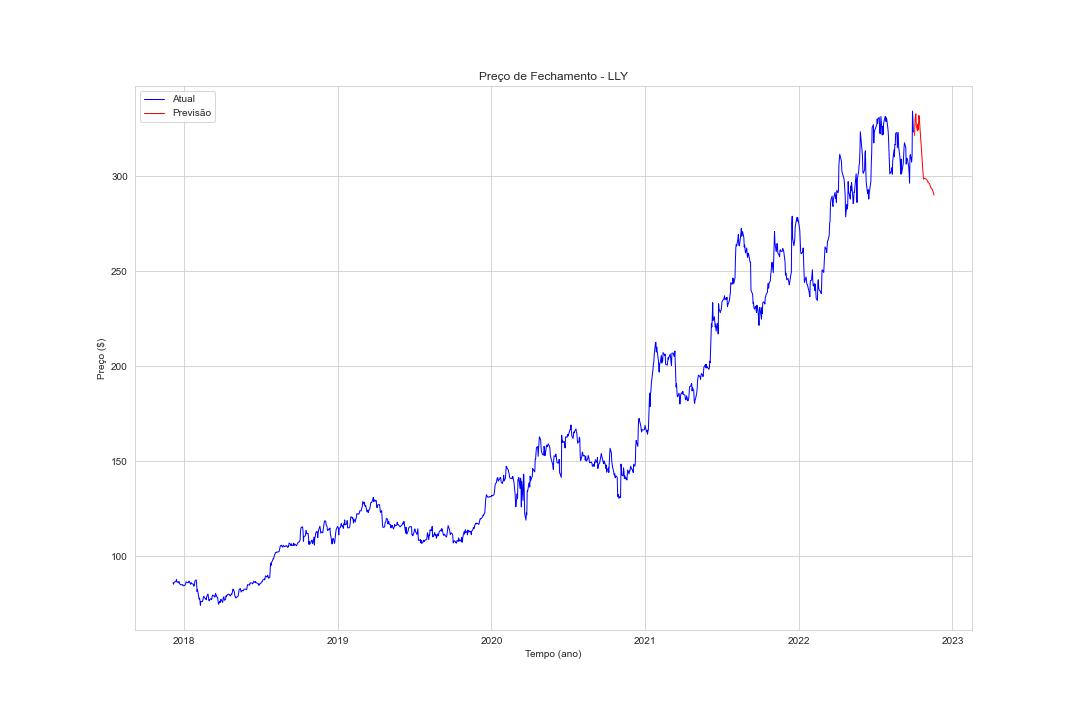 Preço de Fechamento - LLY
Atual
Previsão
300
250
200
150
100
Preço ($)
2018 2019 2020 2021 2022 2023
Tempo (ano)